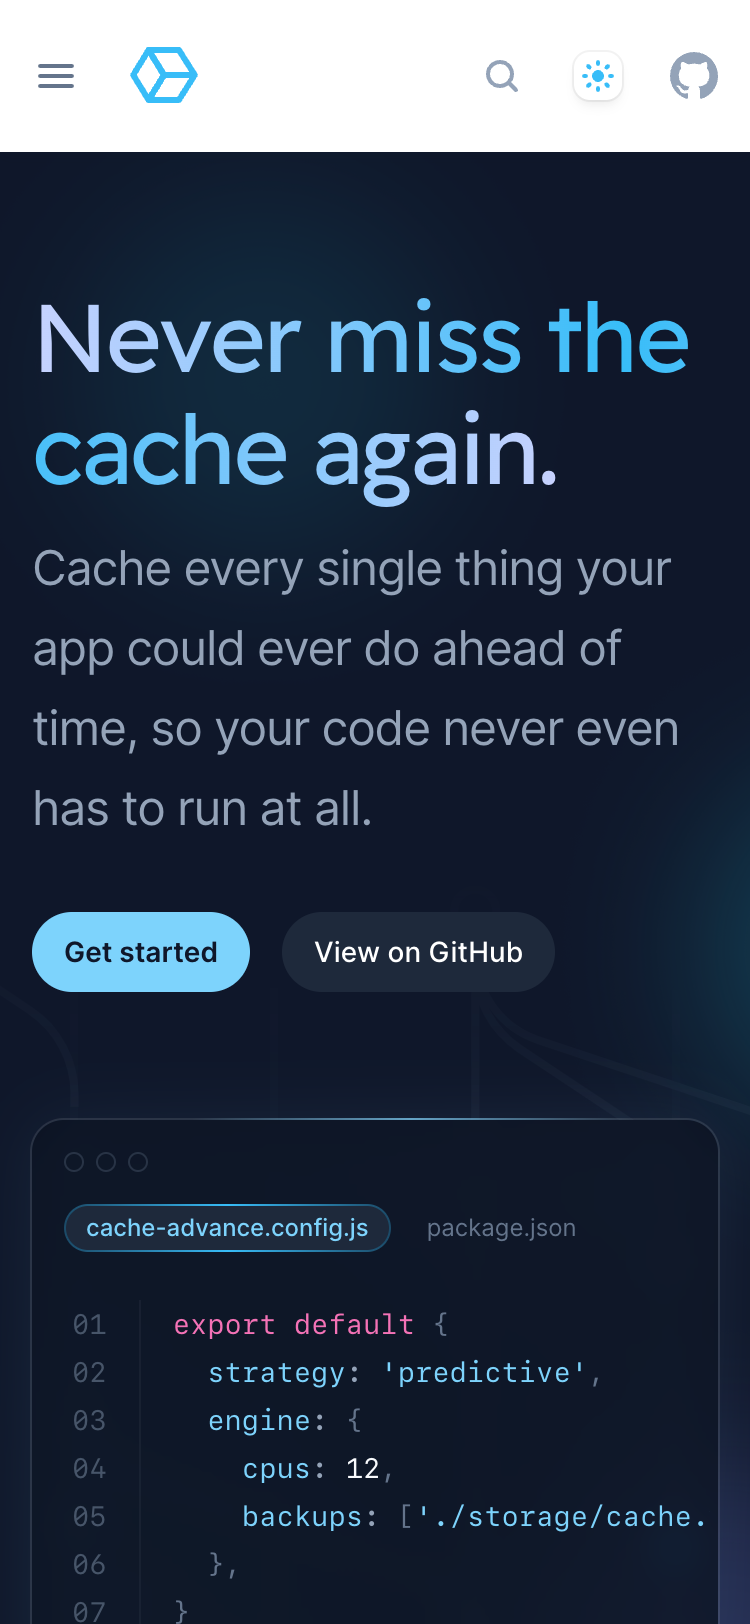 Never miss the
cache again.
Cache every single thing your
app could ever do ahead of
time, so your code never even
has to run at all.
Get started View on GitHub
cache-advance.config.js package.json
01 export default {
02 strategy: 'predictive',
03 engine: {
04 cpus: 12,
05 backups: ['./storage/cache.
06 },
07 }